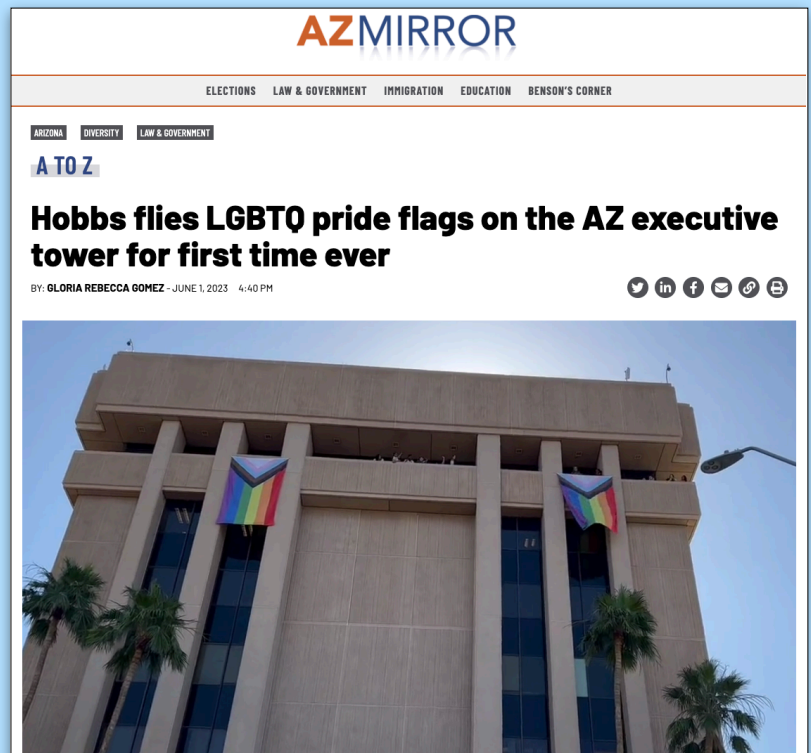 AZMIRROR
ELECTIONS LAW & GOVERNMENT IMMIGRATION EDUCATION BENSON'S CORNER
ARIZONA DIVERSITY LAW & GOVERNMENT
A TO Z
Hobbs flies LGBTQ pride flags on the AZ executive
tower for first time ever
BY: GLORIA REBECCA GOMEZ - JUNE 1, 2023 4:40 PM